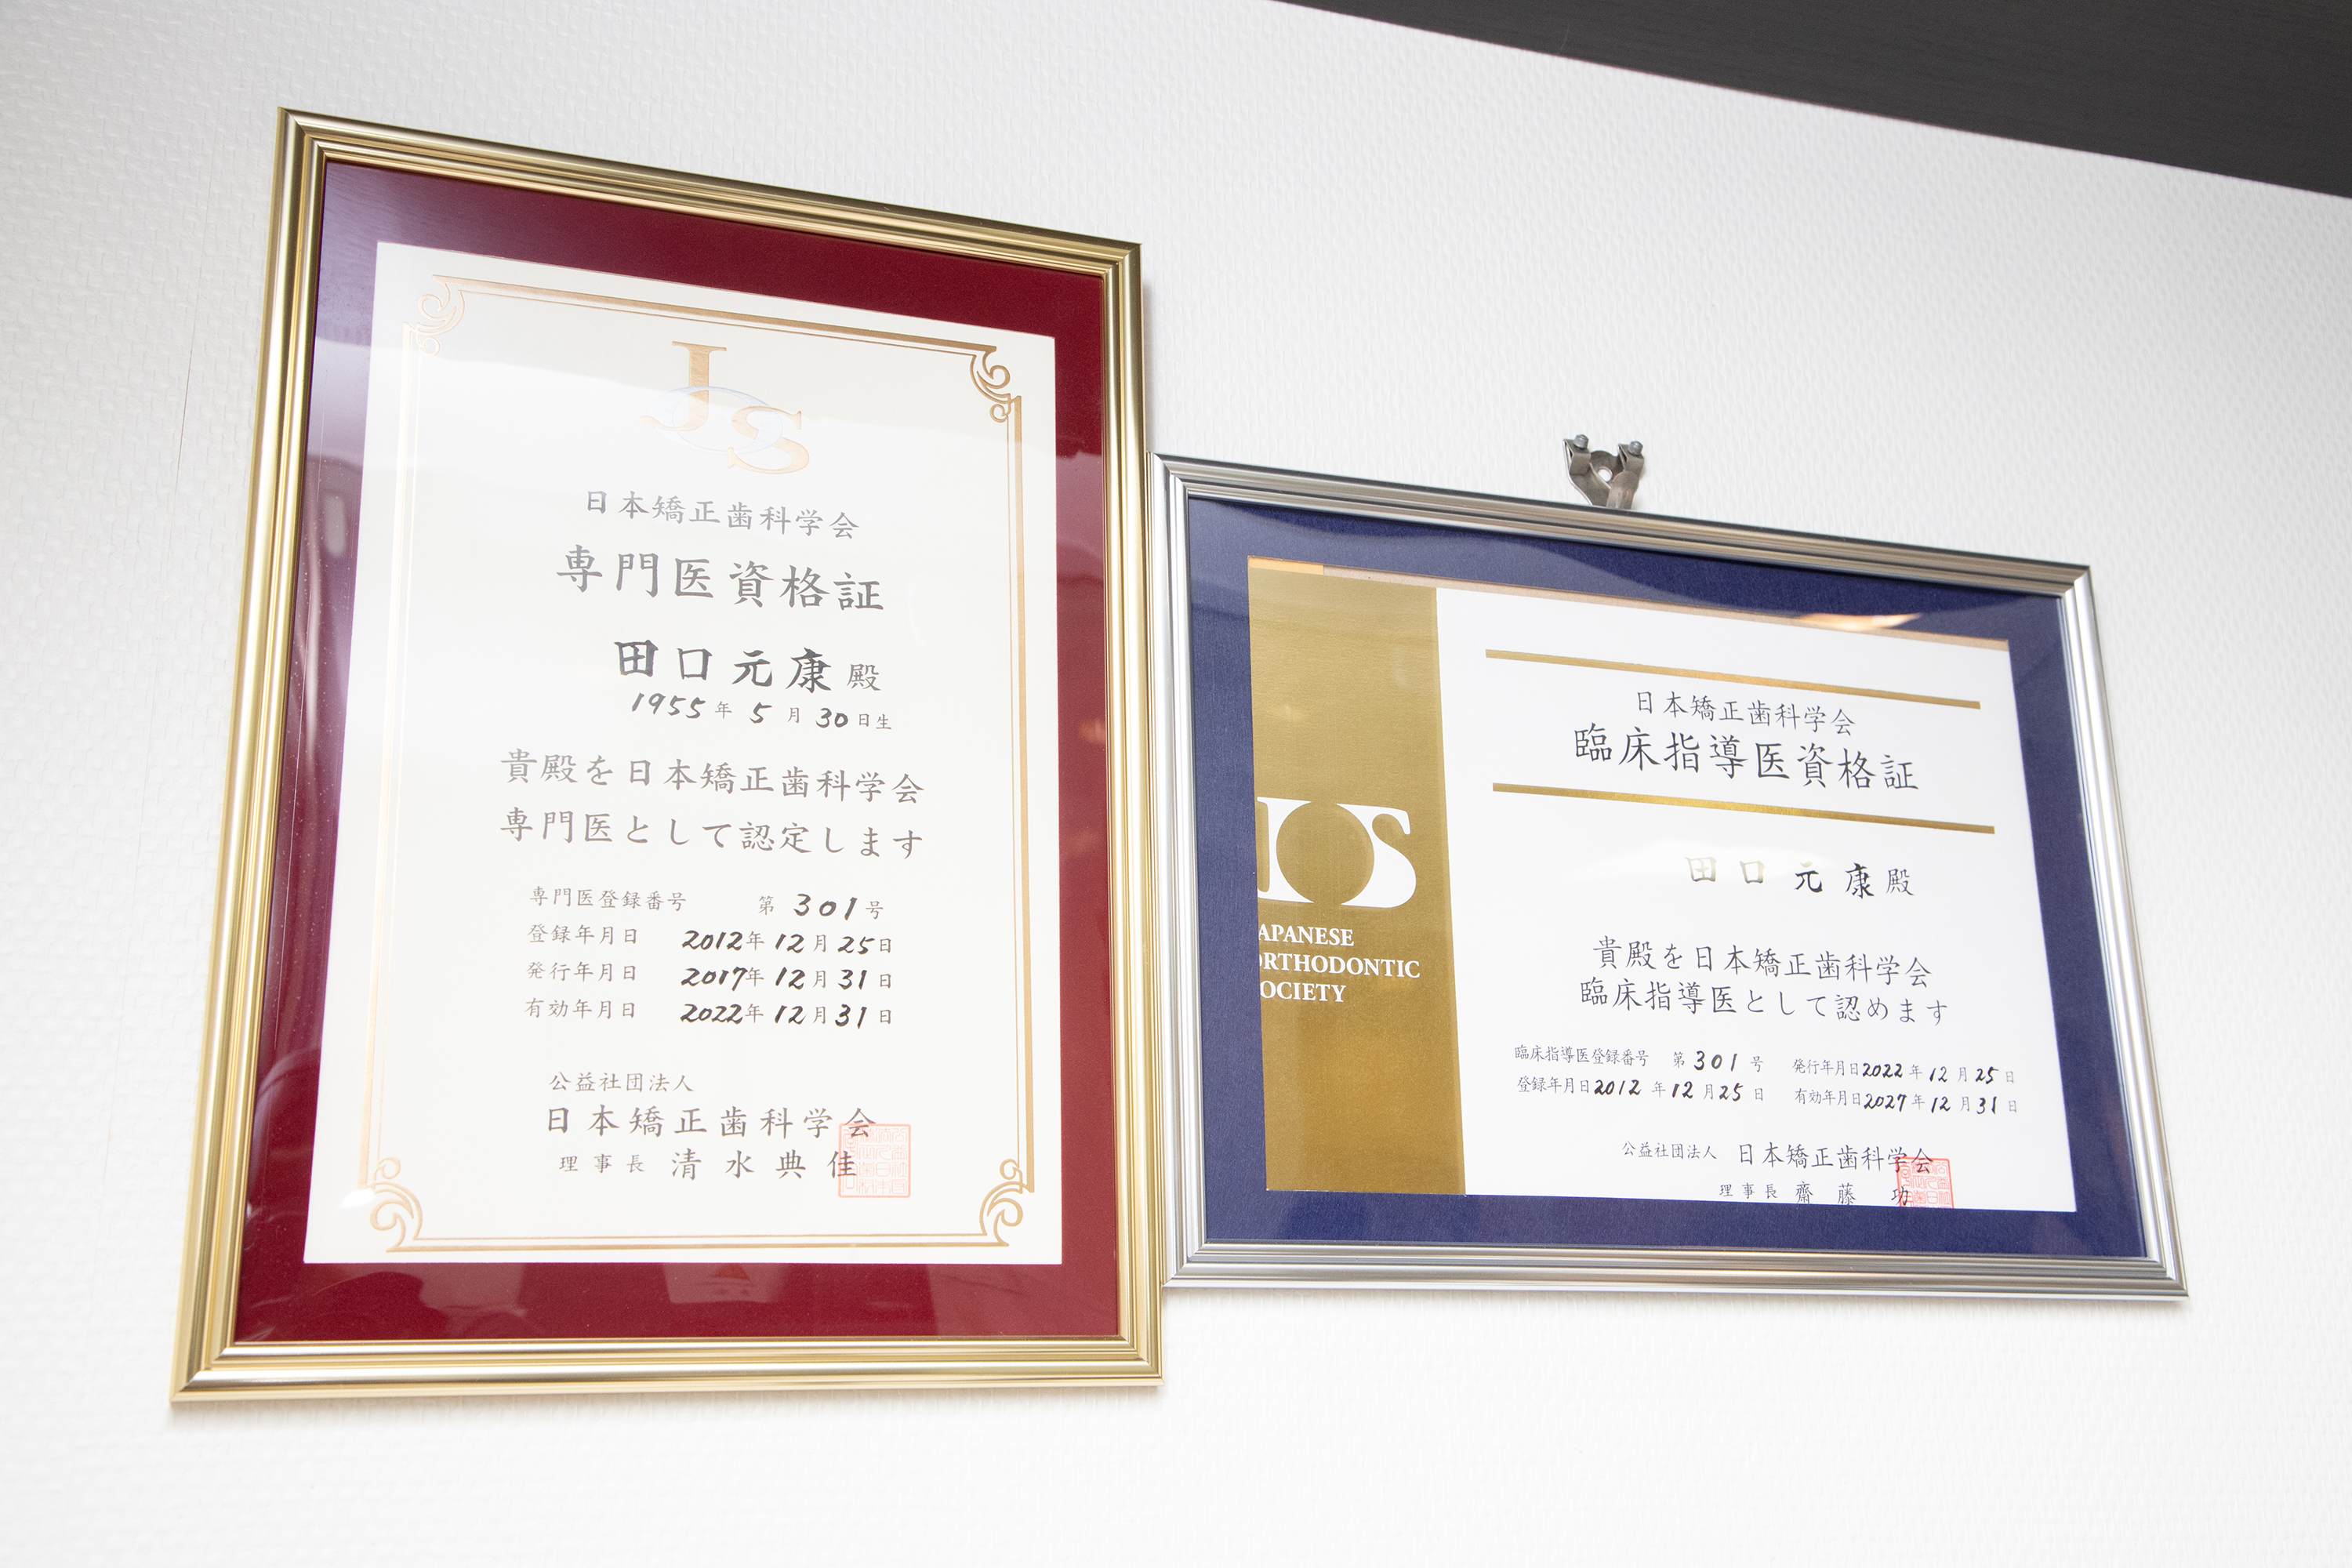 JOS
日本矯正歯科学会
専門医資格証
田口元康 殿
1955年5月30日生
貴殿を日本矯正歯科学会
専門医として認定します
専門医登録番号 第301号
登録年月日 2012年12月25日
発行年月日 2017年12月31日
有効年月日 2022年12月31日
公益社団法人
日本矯正歯科学会
理事長 清水典佳
OS
APANESE
ORTHODONTIC
OCIETY
日本矯正歯科学会
臨床指導医資格証
田口元康 殿
貴殿を日本矯正歯科学会
臨床指導医として認めます
臨床指導医登録番号 第301号 発行年月日2022年12月25日
登録年月日2012年12月25日 有効年月日2027年12月31日
公益社団法人 日本矯正歯科学会
理事長 齋藤 功